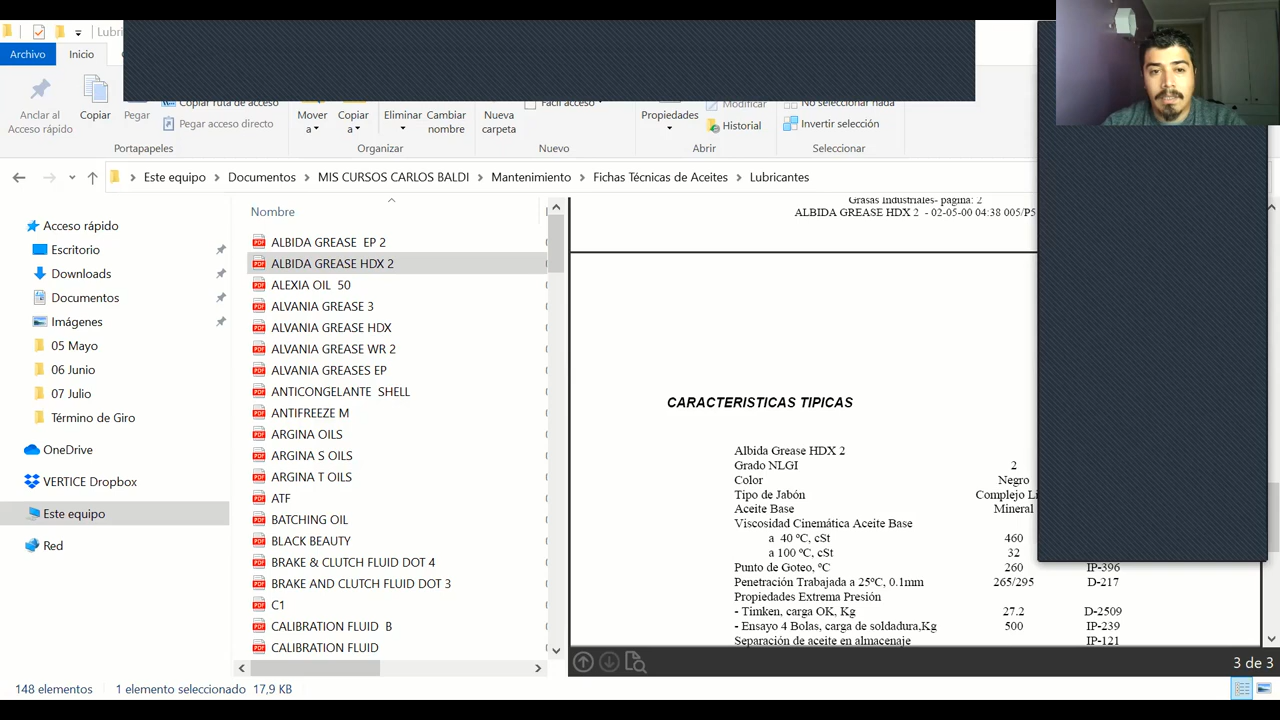 Lubri
Archivo
Inicio
Copiar ruta de acceso
Fácil acceso
Modificar
No seleccionar nada
Anclar al
Acceso rápido
Copiar
Pegar
Pegar acceso directo
Mover
a
Copiar
a
Eliminar
Cambiar
nombre
Nueva
carpeta
Propiedades
Historial
Invertir selección
Portapapeles
Organizar
Nuevo
Abrir
Seleccionar
Este equipo
Documentos
MIS CURSOS CARLOS BALDI
Mantenimiento
Fichas Técnicas de Aceites
Lubricantes
Acceso rápido
Escritorio
Downloads
Documentos
Imágenes
05 Mayo
06 Junio
07 Julio
Término de Giro
OneDrive
VERTICE Dropbox
Este equipo
Red
Nombre
ALBIDA GREASE  EP 2
ALBIDA GREASE HDX 2
ALEXIA OIL  50
ALVANIA GREASE 3
ALVANIA GREASE HDX
ALVANIA GREASE WR 2
ALVANIA GREASES EP
ANTICONGELANTE  SHELL
ANTIFREEZE M
ARGINA OILS
ARGINA S OILS
ARGINA T OILS
ATF
BATCHING OIL
BLACK BEAUTY
BRAKE & CLUTCH FLUID DOT 4
BRAKE AND CLUTCH FLUID DOT 3
C1
CALIBRATION FLUID  B
CALIBRATION FLUID
Grasas Industriales- pagina: 2
ALBIDA GREASE HDX 2  - 02-05-00 04:38 005/P5
CARACTERISTICAS TIPICAS
Albida Grease HDX 2
Grado NLGI 2
Color Negro
Tipo de Jabón Complejo Li
Aceite Base Mineral
Viscosidad Cinemática Aceite Base
a  40 ºC, cSt 460
a 100 ºC, cSt 32
Punto de Goteo, ºC 260 IP-396
Penetración Trabajada a 25ºC, 0.1mm 265/295 D-217
Propiedades Extrema Presión
- Timken, carga OK, Kg 27.2 D-2509
- Ensayo 4 Bolas, carga de soldadura,Kg 500 IP-239
Separación de aceite en almacenaje IP-121
3 de 3
148 elementos
1 elemento seleccionado  17,9 KB